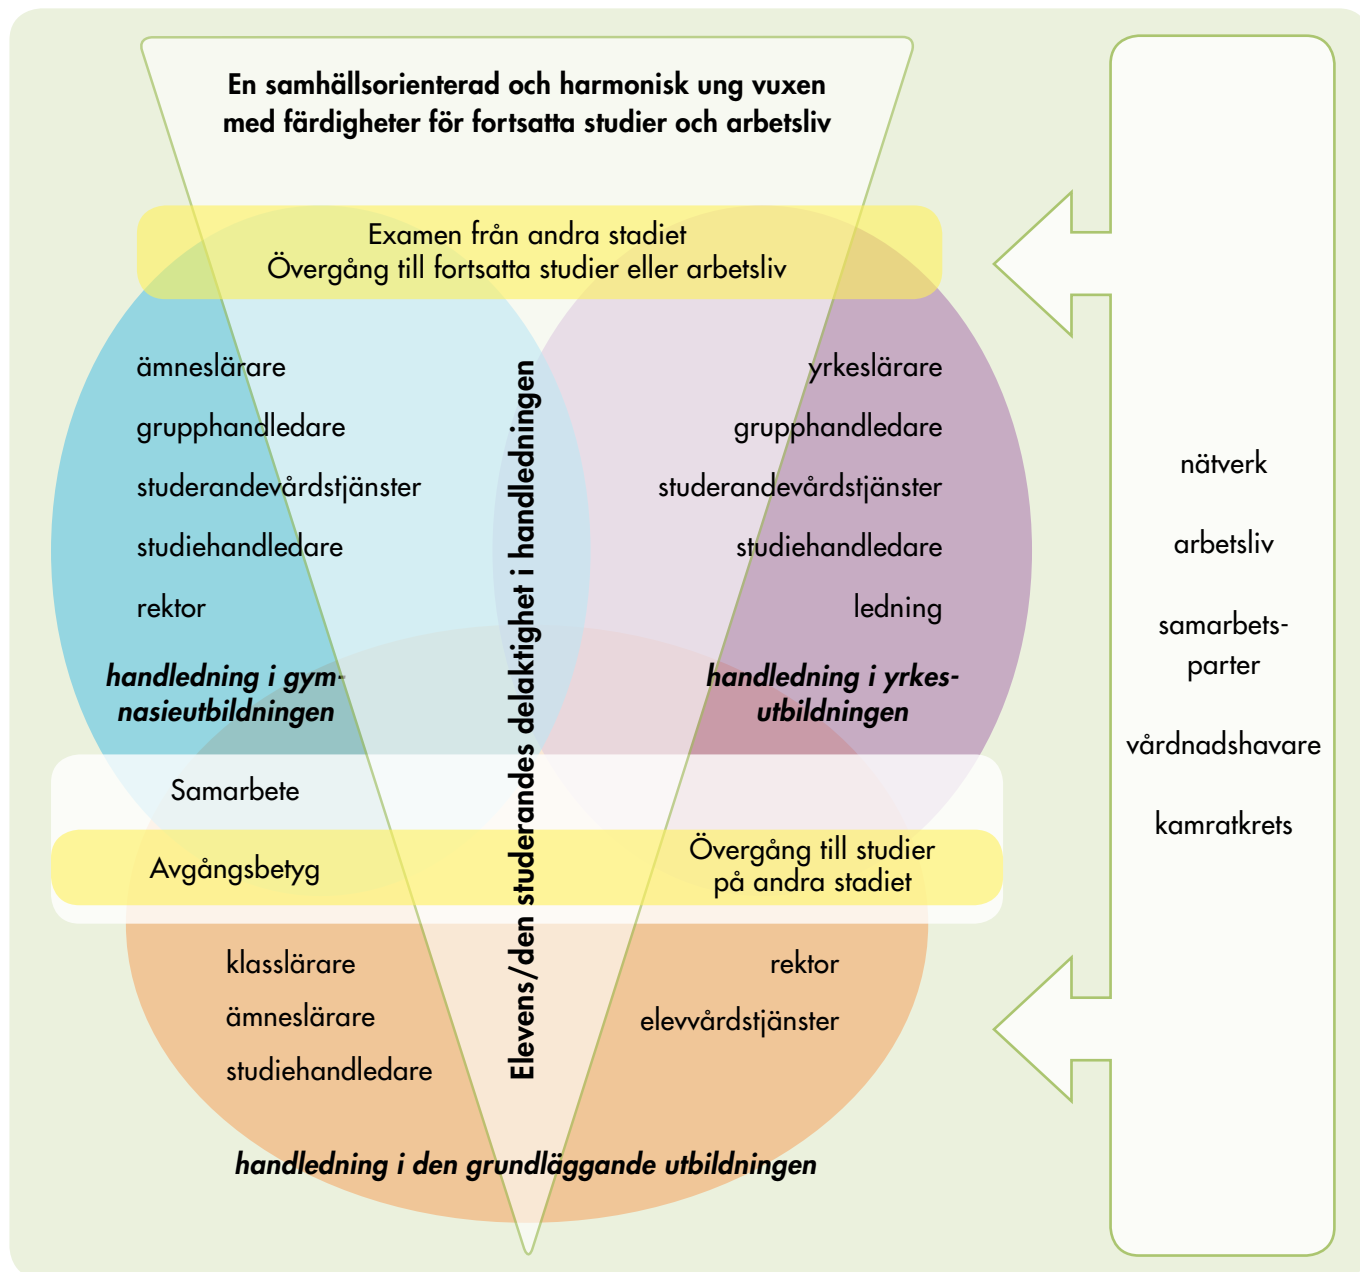 En samhällsorienterad och harmonisk ung vuxen
med färdigheter för fortsatta studier och arbetsliv
Examen från andra stadiet
Övergång till fortsatta studier eller arbetsliv
ämneslärare
grupphandledare
studerandevårdstjänster
studiehandledare
rektor
handledning i gym-
nasieutbildningen
Elevens/den studerandes delaktighet i handledningen
yrkeslärare
grupphandledare
studerandevårdstjänster
studiehandledare
ledning
handledning i yrkes-
utbildningen
Samarbete
Avgångsbetyg
Övergång till studier
på andra stadiet
klasslärare
ämneslärare
studiehandledare
rektor
elevvårdstjänster
handledning i den grundläggande utbildningen
nätverk
arbetsliv
samarbets-
parter
vårdnadshavare
kamratkrets